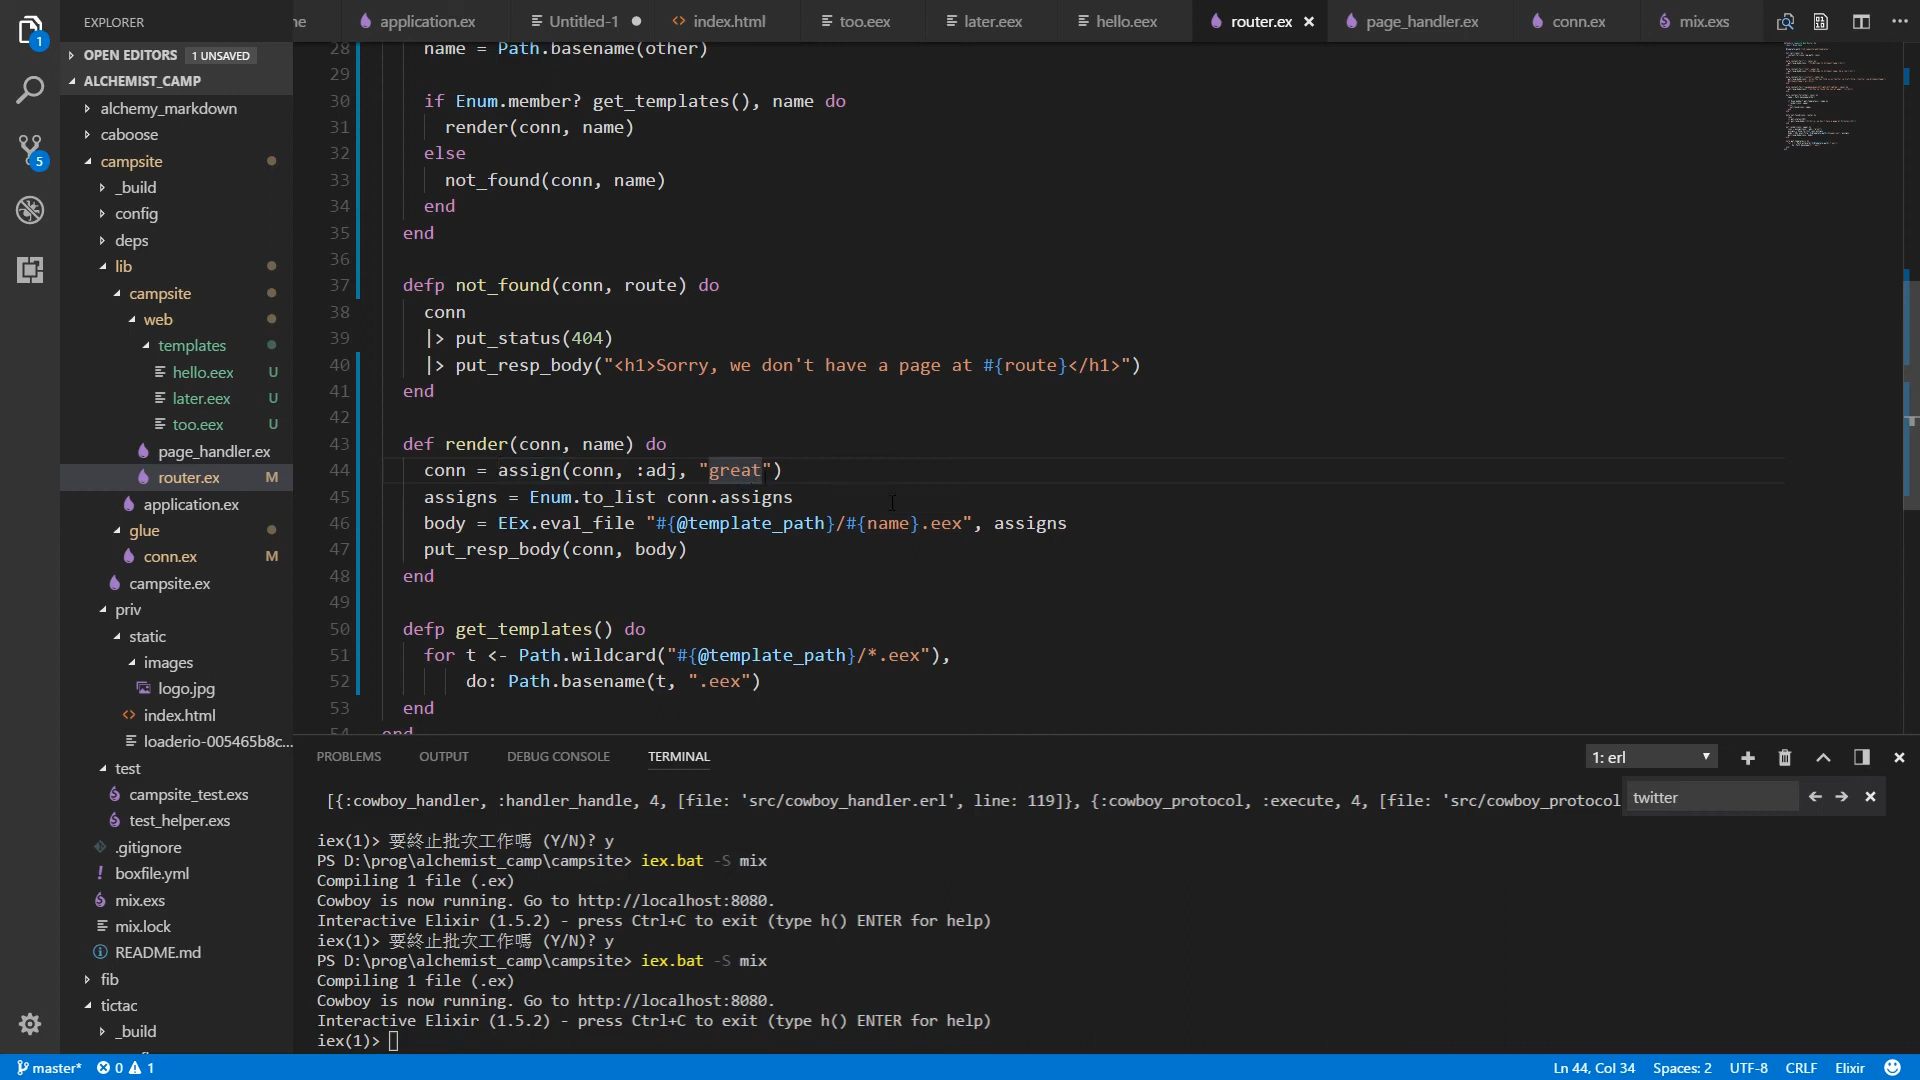 EXPLORER
OPEN EDITORS 1 UNSAVED
ALCHEMIST_CAMP
alchemy_markdown
caboose
campsite
_build
config
deps
lib
campsite
web
templates
hello.eex U
later.eex U
too.eex U
page_handler.ex
router.ex M
application.ex
glue
conn.ex M
campsite.ex
priv
static
images
logo.jpg
index.html
loaderio-005465b8c...
test
campsite_test.exs
test_helper.exs
.gitignore
boxfile.yml
mix.exs
mix.lock
README.md
fib
tictac
_build
1
5
ne application.ex Untitled-1 index.html too.eex later.eex hello.eex router.ex page_handler.ex conn.ex mix.exs
28 name = Path.basename(other)
29
30 if Enum.member? get_templates(), name do
31 render(conn, name)
32 else
33 not_found(conn, name)
34 end
35 end
36
37 defp not_found(conn, route) do
38 conn
39 |> put_status(404)
40 |> put_resp_body("<h1>Sorry, we don't have a page at #{route}</h1>")
41 end
42
43 def render(conn, name) do
44 conn = assign(conn, :adj, "great")
45 assigns = Enum.to_list conn.assigns
46 body = EEx.eval_file "#{@template_path}/#{name}.eex", assigns
47 put_resp_body(conn, body)
48 end
49
50 defp get_templates() do
51 for t <- Path.wildcard("#{@template_path}/*.eex"),
52 do: Path.basename(t, ".eex")
53 end
54 end
PROBLEMS OUTPUT DEBUG CONSOLE TERMINAL 1: erl
twitter
[{:cowboy_handler, :handler_handle, 4, [file: 'src/cowboy_handler.erl', line: 119]}, {:cowboy_protocol, :execute, 4, [file: 'src/cowboy_protocol
iex(1)> 要終止批次工作嗎 (Y/N)? y
PS D:\prog\alchemist_camp\campsite> iex.bat -S mix
Compiling 1 file (.ex)
Cowboy is now running. Go to http://localhost:8080.
Interactive Elixir (1.5.2) - press Ctrl+C to exit (type h() ENTER for help)
iex(1)> 要終止批次工作嗎 (Y/N)? y
PS D:\prog\alchemist_camp\campsite> iex.bat -S mix
Compiling 1 file (.ex)
Cowboy is now running. Go to http://localhost:8080.
Interactive Elixir (1.5.2) - press Ctrl+C to exit (type h() ENTER for help)
iex(1)>
master* 0 1 Ln 44, Col 34 Spaces: 2 UTF-8 CRLF Elixir